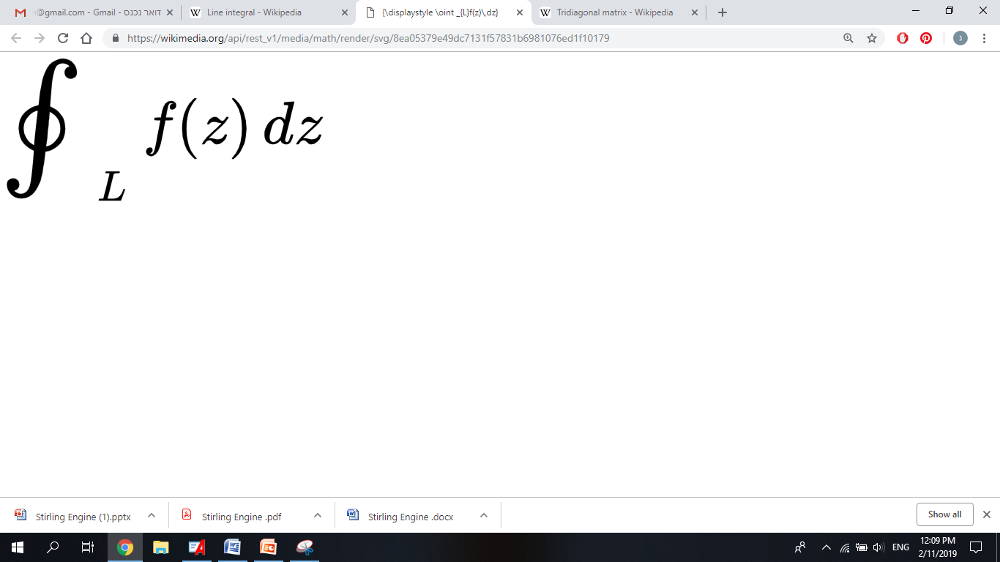 @gmail.com - Gmail - דואר נכנס
Line integral - Wikipedia
{\displaystyle \oint _{L}f(z)\,dz}
Tridiagonal matrix - Wikipedia
https://wikimedia.org/api/rest_v1/media/math/render/svg/8ea05379e49dc7131f57831b6981076ed1f10179
∮_L f(z) dz
Stirling Engine (1).pptx
Stirling Engine .pdf
Stirling Engine .docx
Show all
ENG
12:09 PM
2/11/2019